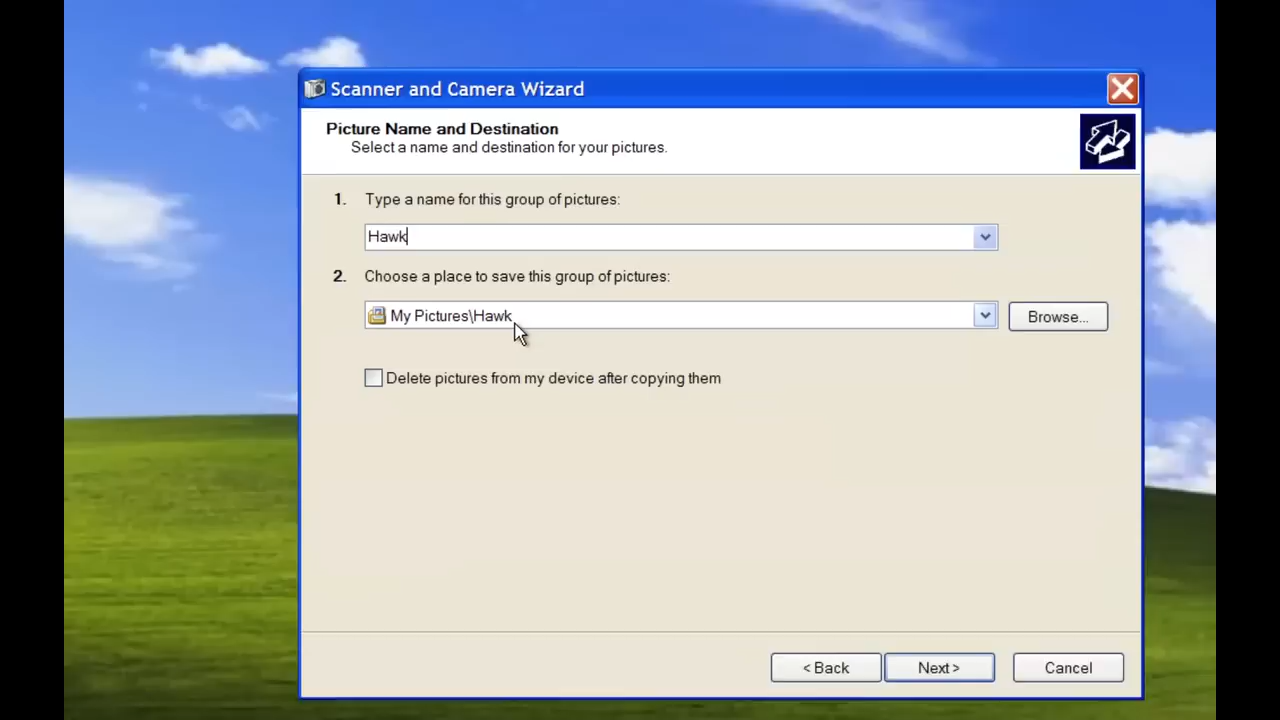 Scanner and Camera Wizard
Picture Name and Destination
Select a name and destination for your pictures.
1. Type a name for this group of pictures:
Hawk
2. Choose a place to save this group of pictures:
My Pictures\Hawk
Browse...
Delete pictures from my device after copying them
< Back Next > Cancel